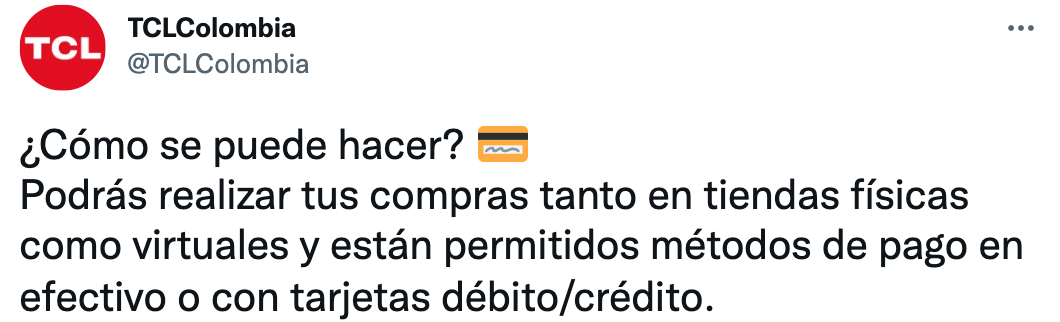 TCL
TCLColombia
@TCLColombia
¿Cómo se puede hacer? 💳
Podrás realizar tus compras tanto en tiendas físicas
como virtuales y están permitidos métodos de pago en
efectivo o con tarjetas débito/crédito.